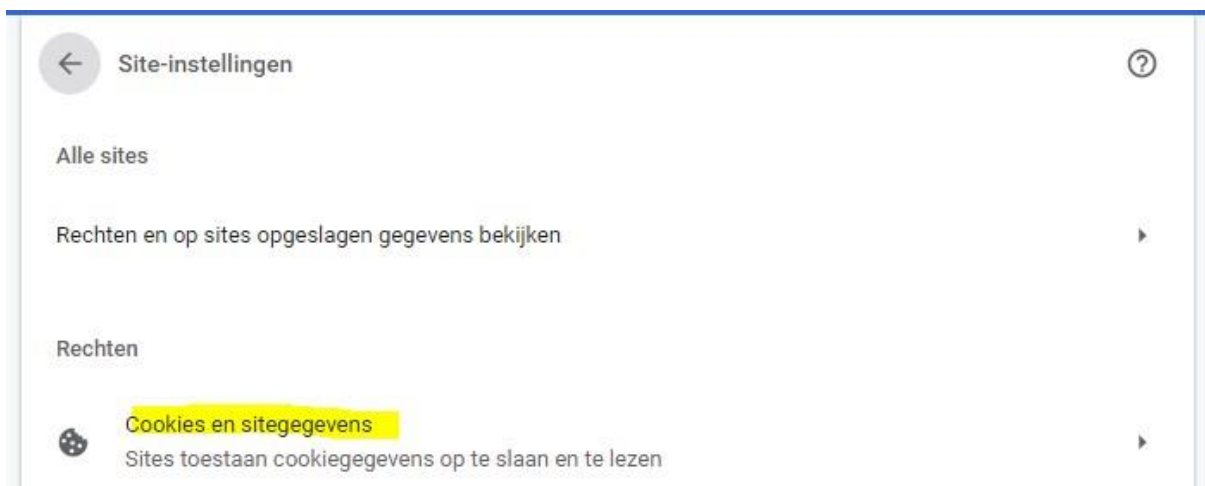 Site-instellingen
Alle sites
Rechten en op sites opgeslagen gegevens bekijken
Rechten
Cookies en sitegegevens
Sites toestaan cookiegegevens op te slaan en te lezen